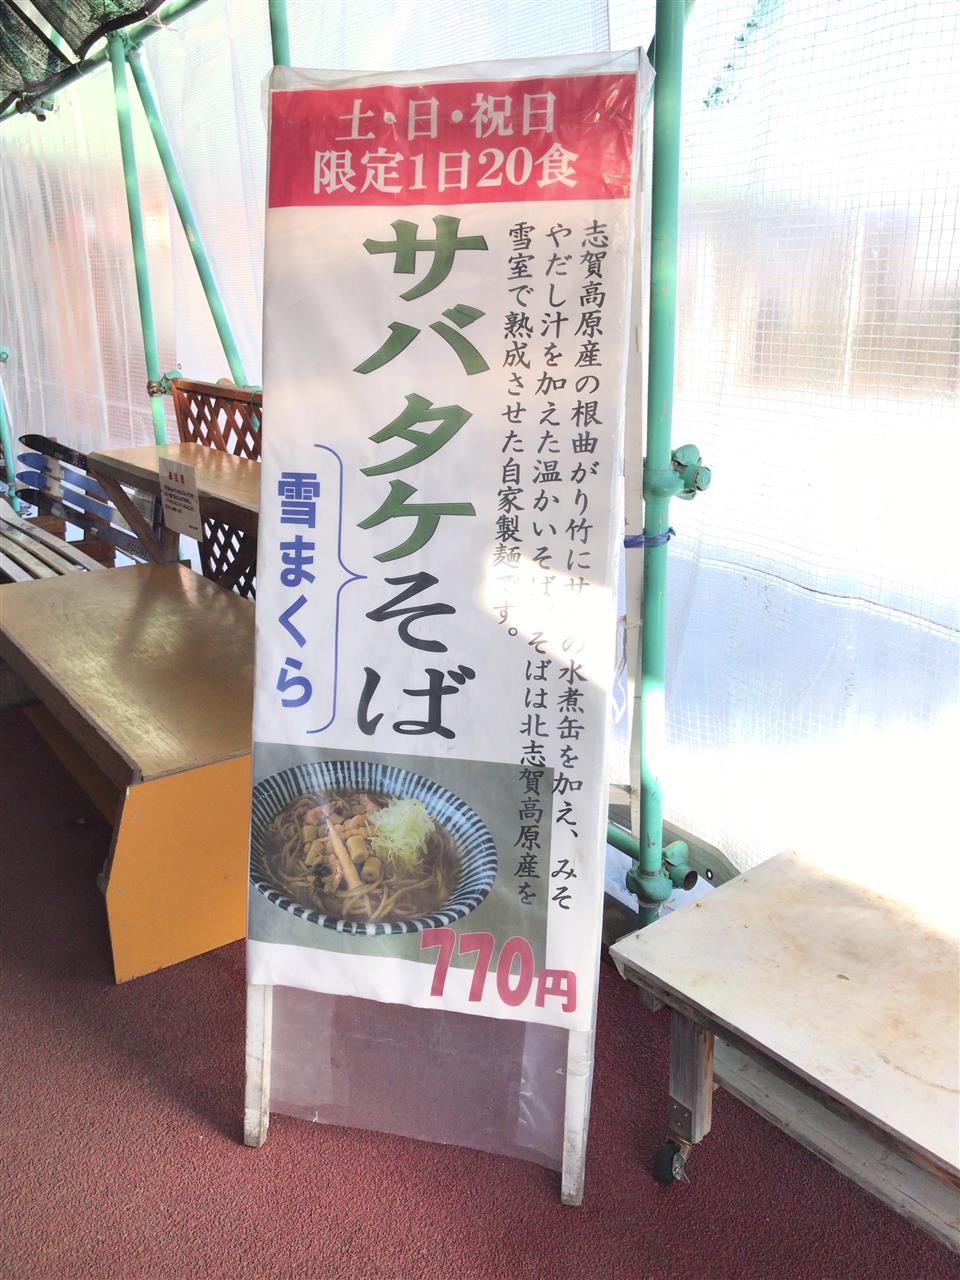 土・日・祝日
限定1日20食
志賀高原産の根曲がり竹にサバの水煮缶を加え、みそ
やだし汁を加えた温かいそば。そばは北志賀高原産を
雪室で熟成させた自家製麺です。
サバタケそば
雪まくら
770円